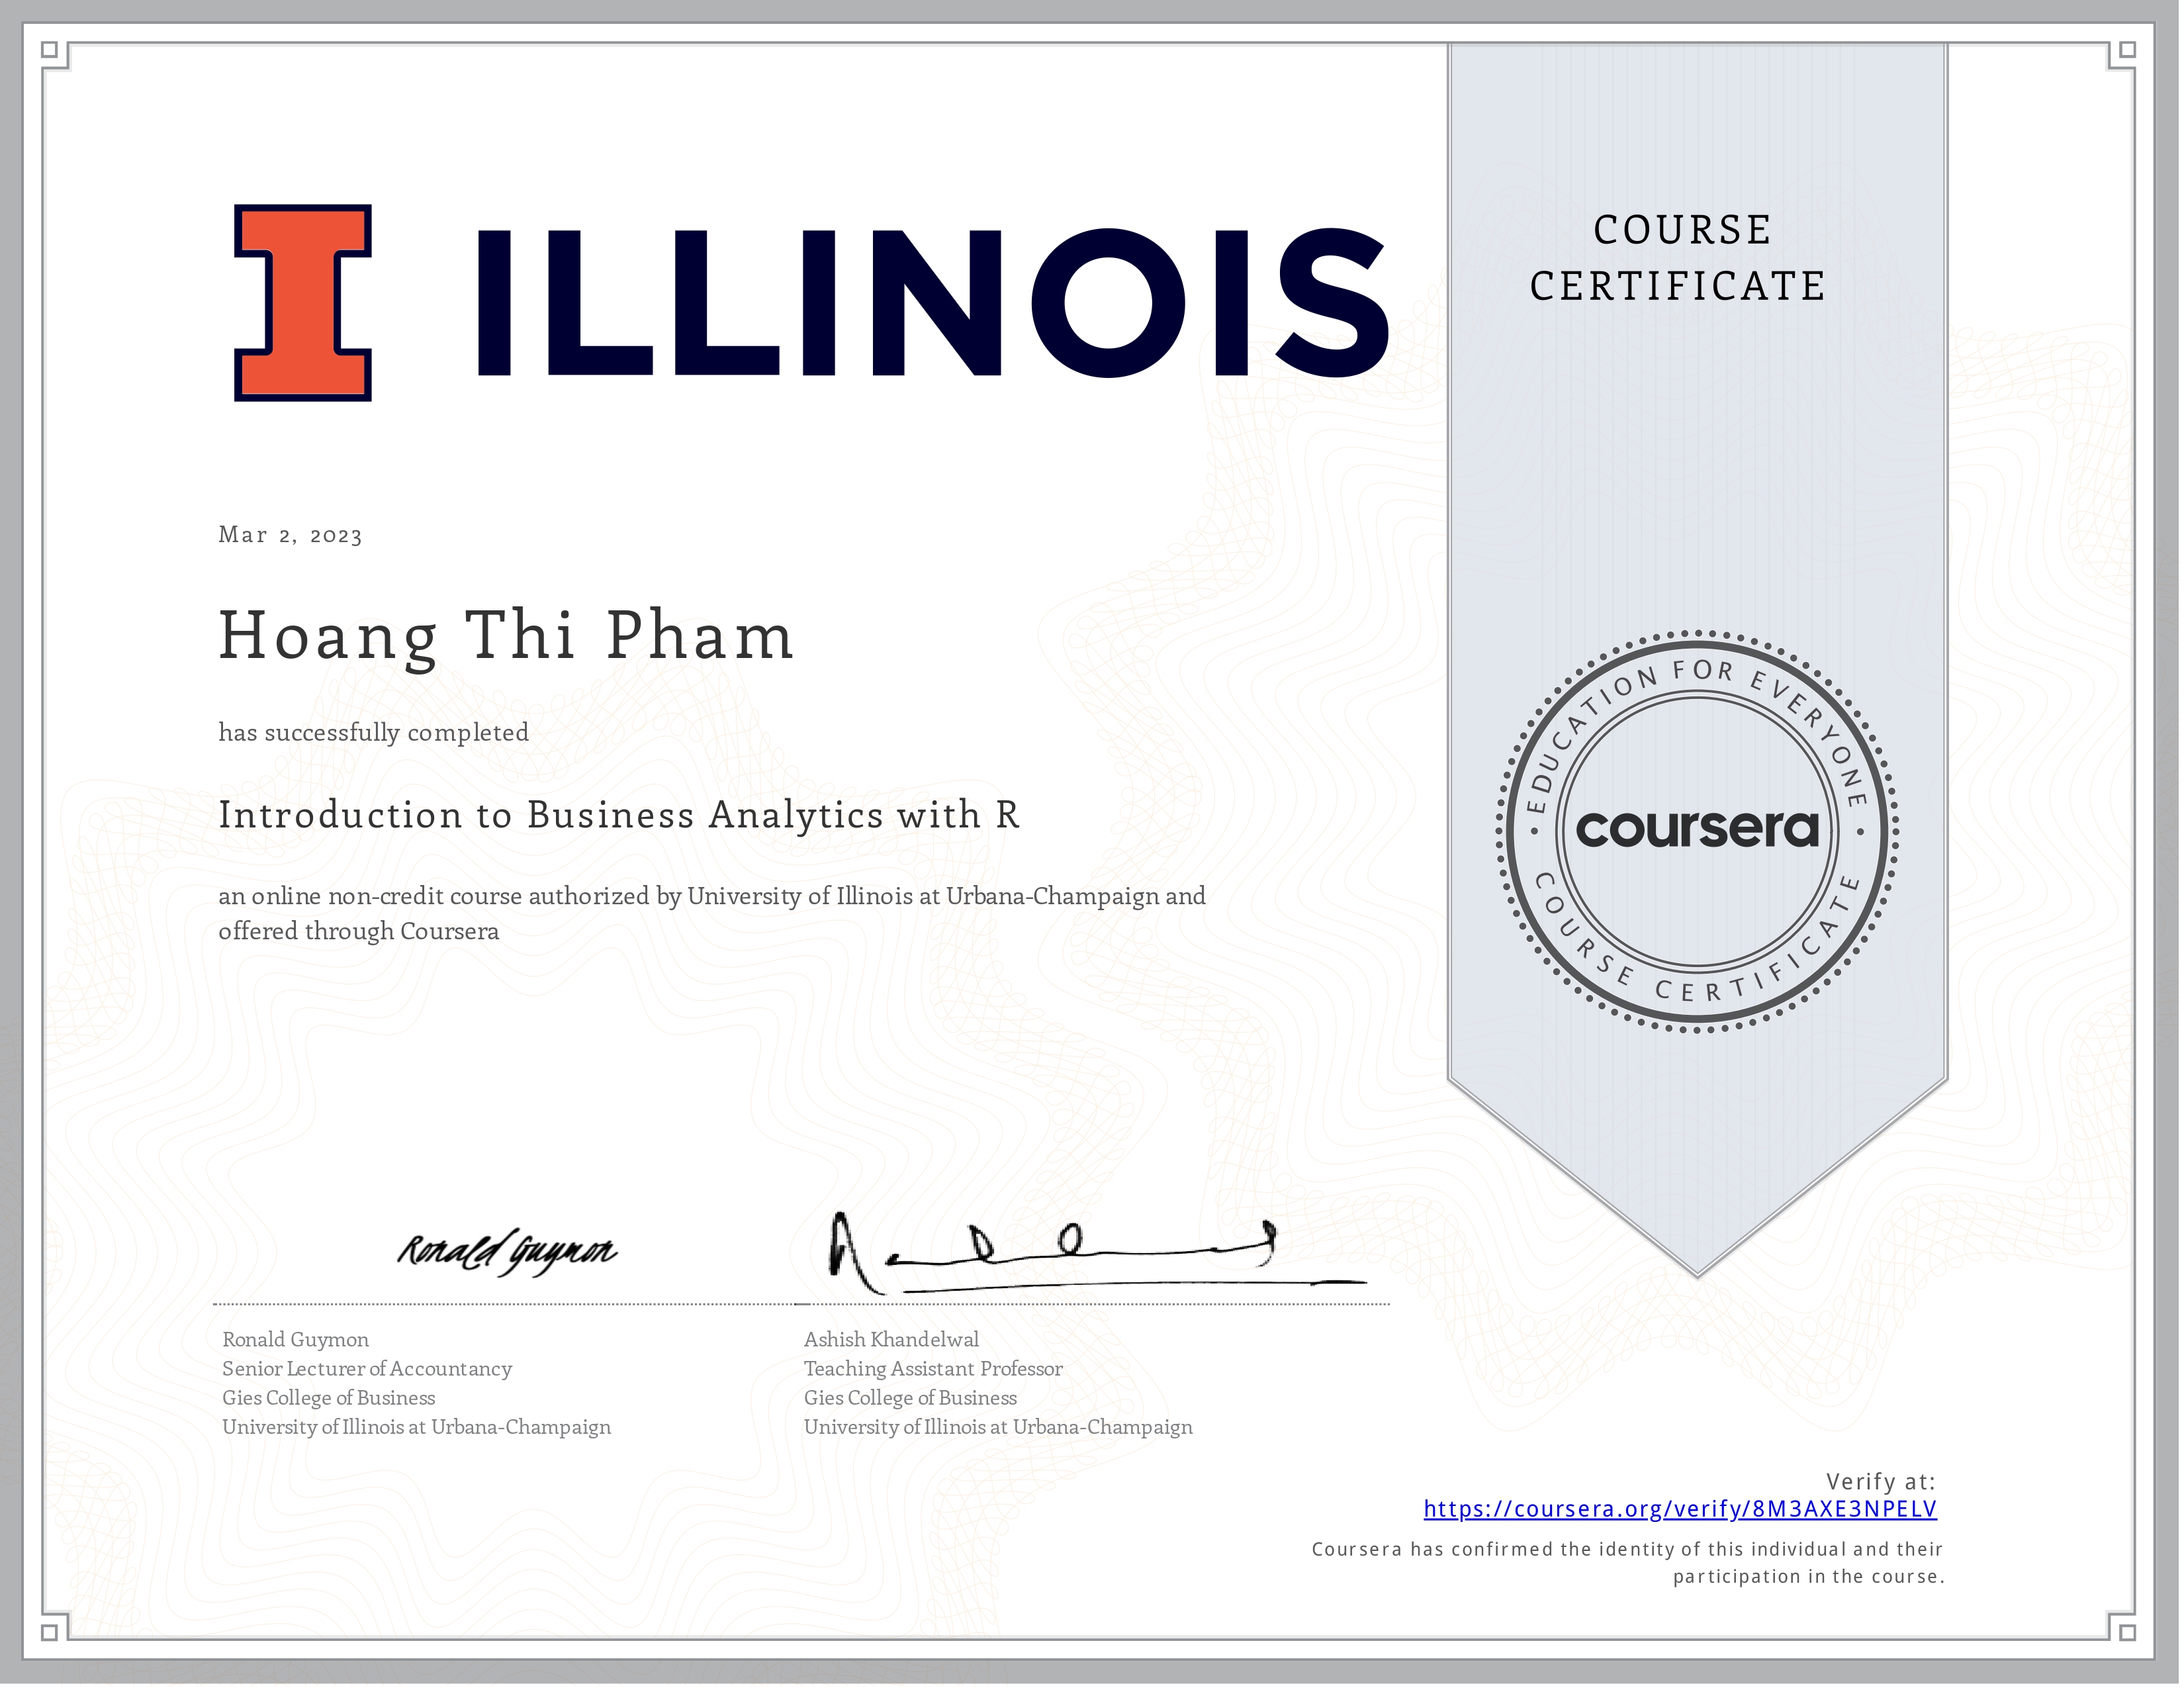 I ILLINOIS
COURSE
CERTIFICATE
Mar 2, 2023
Hoang Thi Pham
has successfully completed
Introduction to Business Analytics with R
an online non-credit course authorized by University of Illinois at Urbana-Champaign and
offered through Coursera
EDUCATION FOR EVERYONE
coursera
COURSE CERTIFICATE
Ronald Guymon
Ronald Guymon
Senior Lecturer of Accountancy
Gies College of Business
University of Illinois at Urbana-Champaign
Ashish Khandelwal
Teaching Assistant Professor
Gies College of Business
University of Illinois at Urbana-Champaign
Verify at:
https://coursera.org/verify/8M3AXE3NPELV
Coursera has confirmed the identity of this individual and their
participation in the course.